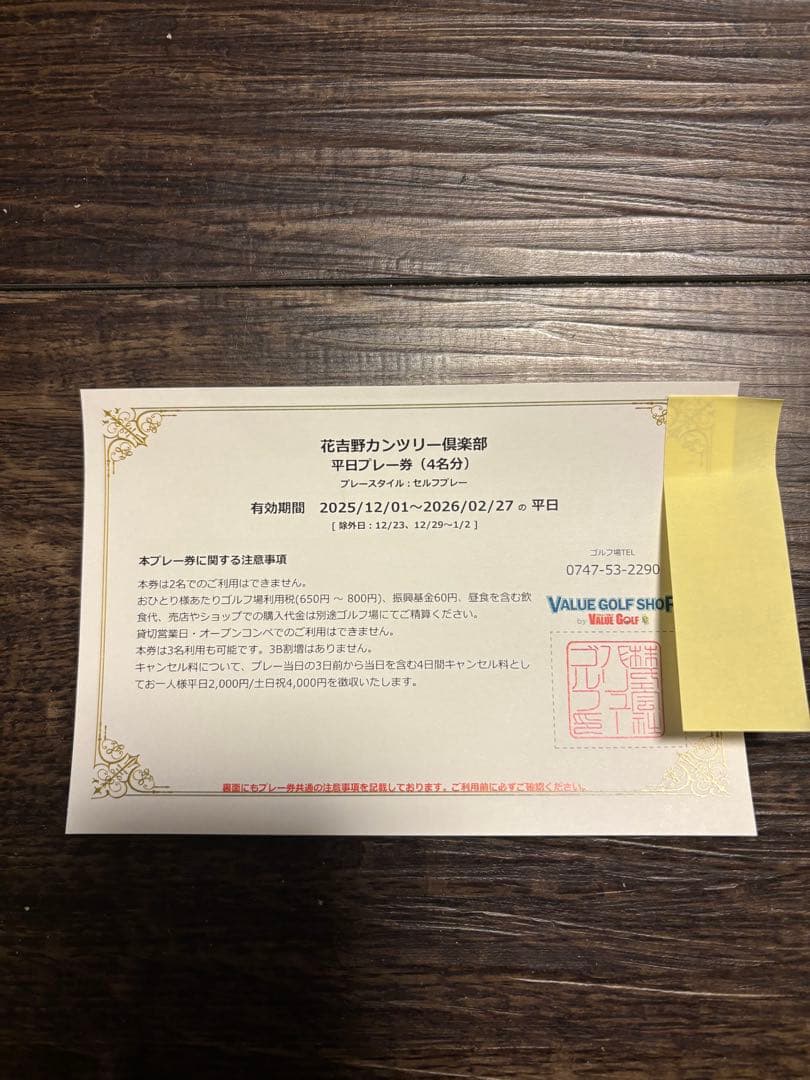 花吉野カンツリー倶楽部
平日プレー券（4名分）
プレースタイル：セルフプレー
有効期間　2025/12/01～2026/02/27 の 平日
[ 除外日：12/23、12/29～1/2 ]
本プレー券に関する注意事項
本券は2名でのご利用はできません。
おひとり様あたりゴルフ場利用税(650円 ～ 800円)、振興基金60円、昼食を含む飲
食代、売店やショップでの購入代金は別途ゴルフ場にてご精算ください。
貸切営業日・オープンコンペでのご利用はできません。
本券は3名利用も可能です。3B割増はありません。
キャンセル料について、プレー当日の3日前から当日を含む4日間キャンセル料とし
てお一人様平日2,000円/土日祝4,000円を徴収いたします。
ゴルフ場TEL
0747-53-2290
VALUE GOLF SHOP
by VALUE GOLF
裏面にもプレー券共通の注意事項を記載しております。ご利用前に必ずご確認ください。